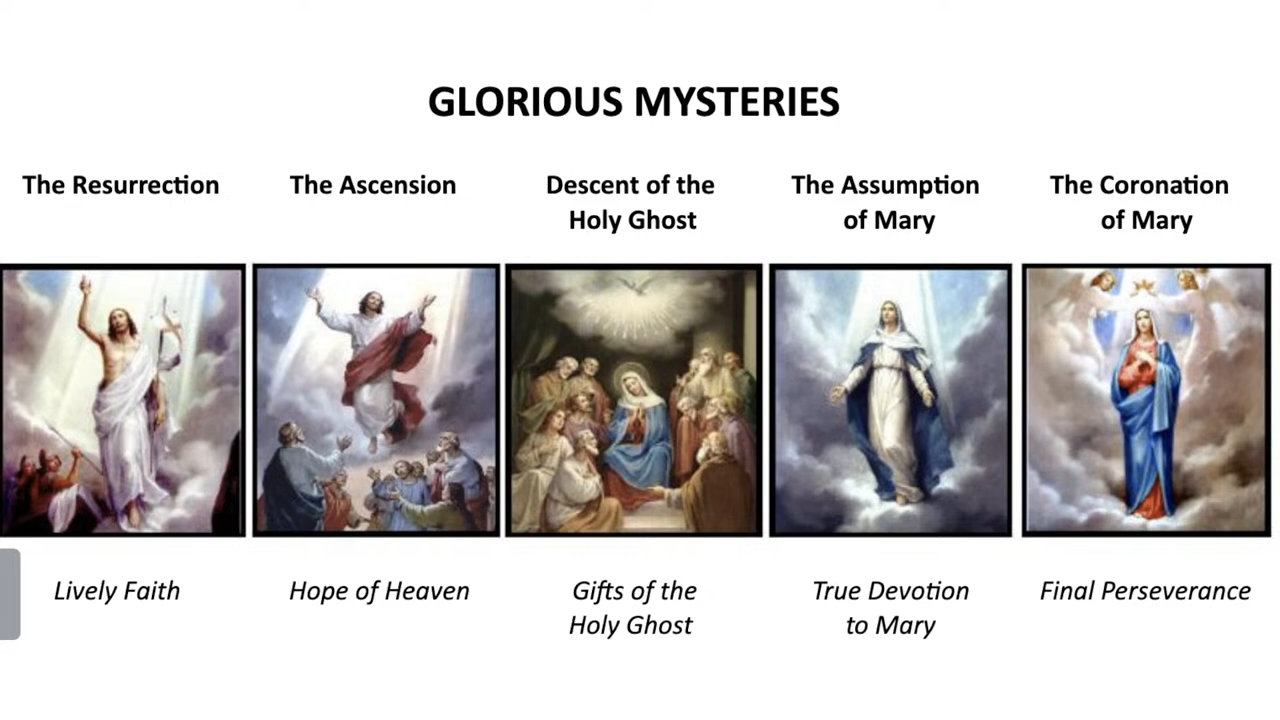 GLORIOUS MYSTERIES
The Resurrection
The Ascension
Descent of the
Holy Ghost
The Assumption
of Mary
The Coronation
of Mary
Lively Faith
Hope of Heaven
Gifts of the
Holy Ghost
True Devotion
to Mary
Final Perseverance